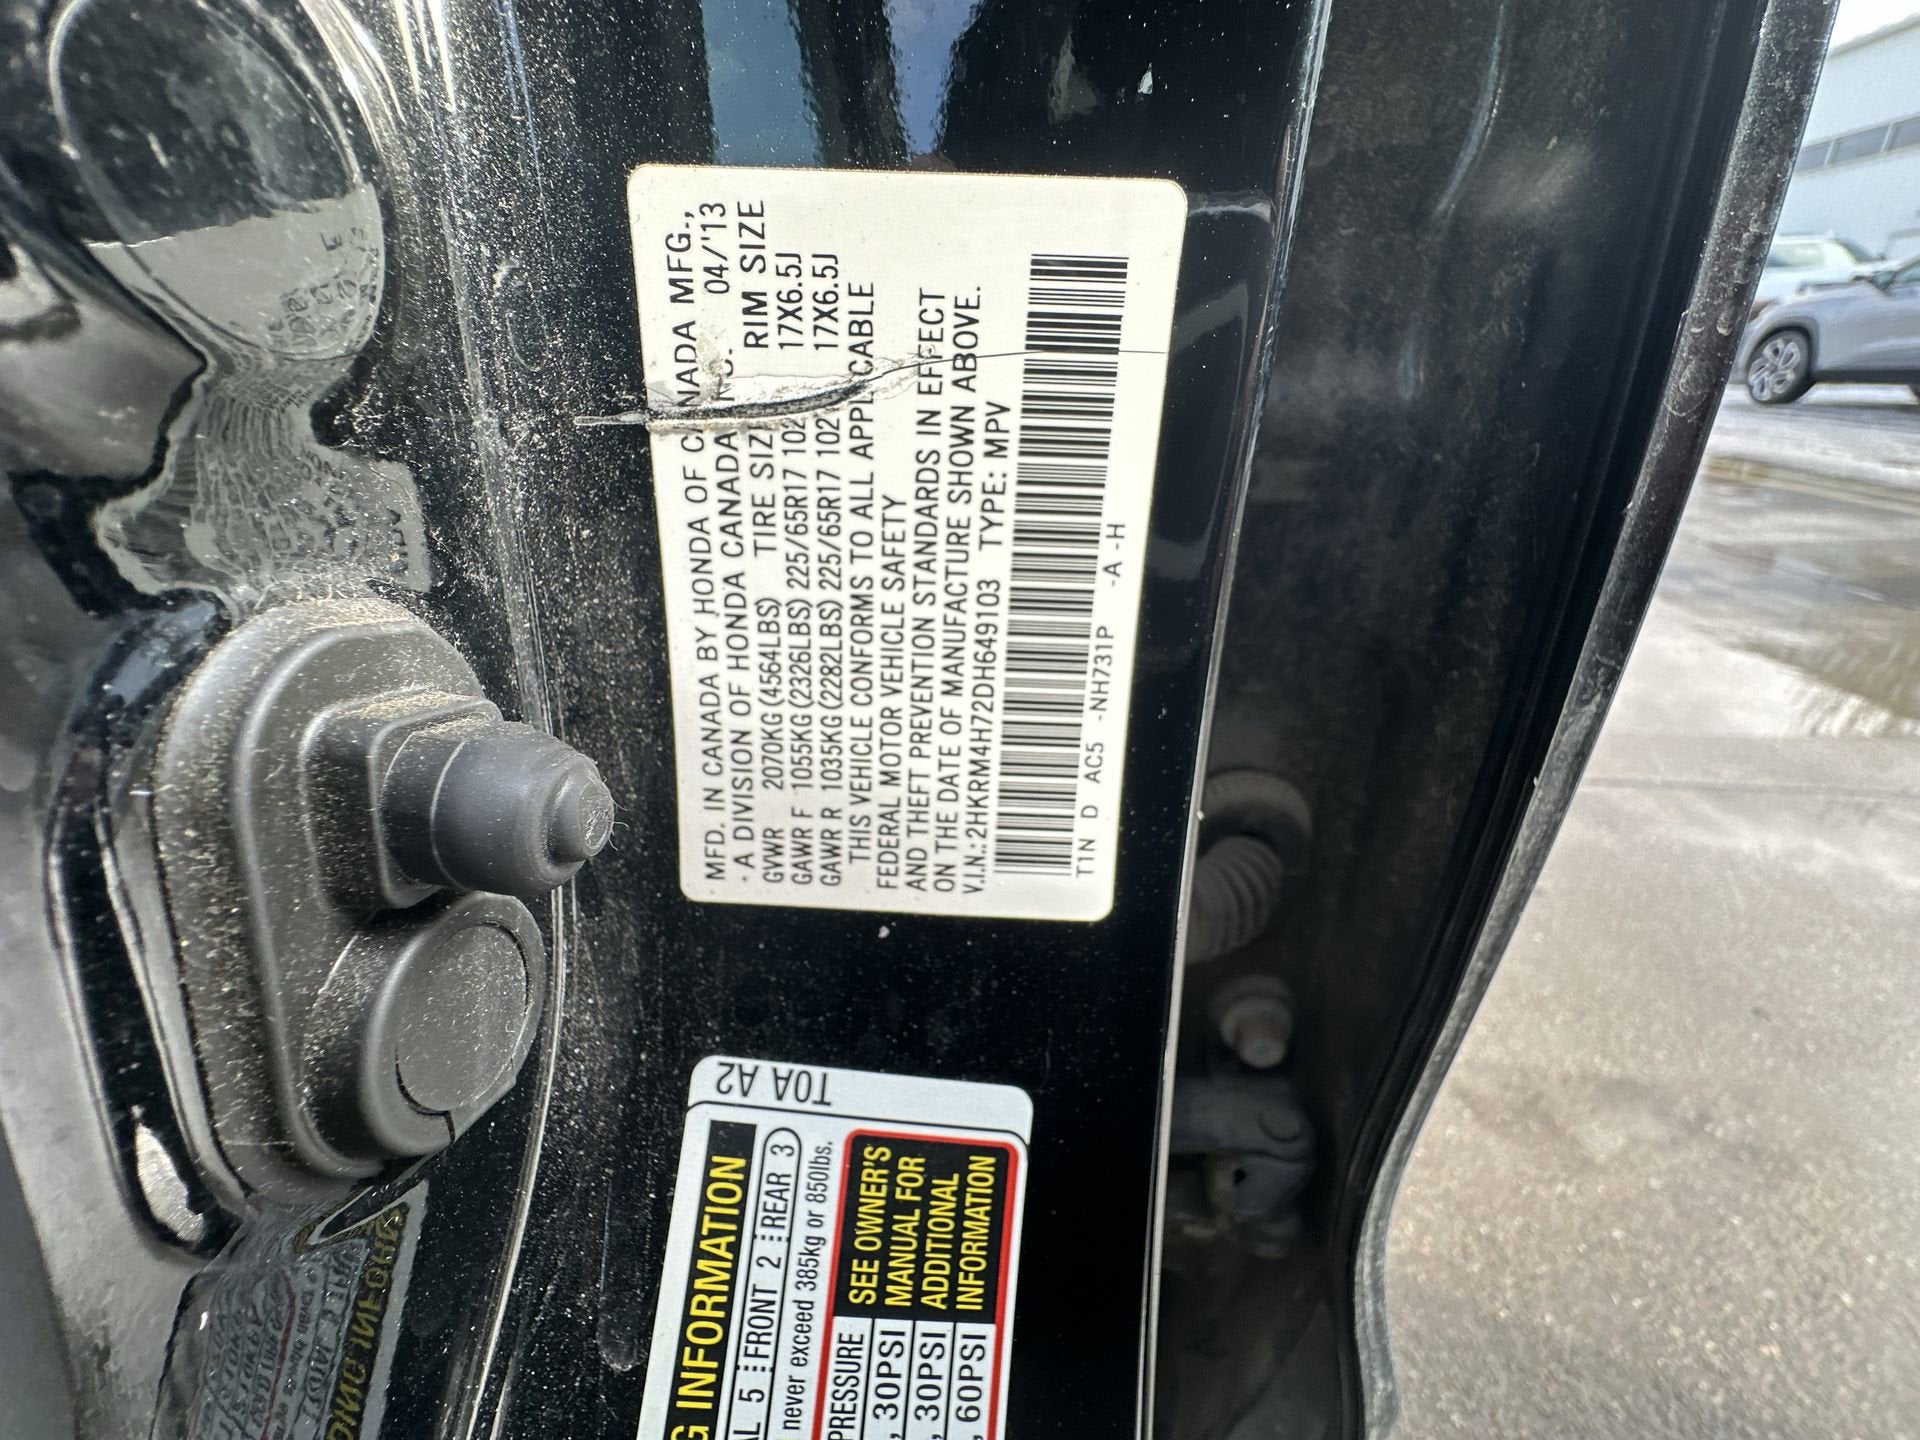 MFD. IN CANADA BY HONDA OF CANADA MFG.,
A DIVISION OF HONDA CANADA 04/'13
GVWR 2070KG(4564LBS) TIRE SIZE RIM SIZE
GAWR F 1055KG(2326LBS) 225/65R17 102 17X6.5J
GAWR R 1035KG(2282LBS) 225/65R17 102 17X6.5J
THIS VEHICLE CONFORMS TO ALL APPLICABLE
FEDERAL MOTOR VEHICLE SAFETY
AND THEFT PREVENTION STANDARDS IN EFFECT
ON THE DATE OF MANUFACTURE SHOWN ABOVE.
V.I.N.:2HKRM4H72DH649103 TYPE: MPV
T1N D AC5 -NH731P -A -H
T0A A2
INFORMATION
5 FRONT 2 REAR 3
never exceed 385kg or 850lbs.
PRESSURE
, 30PSI
, 30PSI
, 60PSI
SEE OWNER'S
MANUAL FOR
ADDITIONAL
INFORMATION